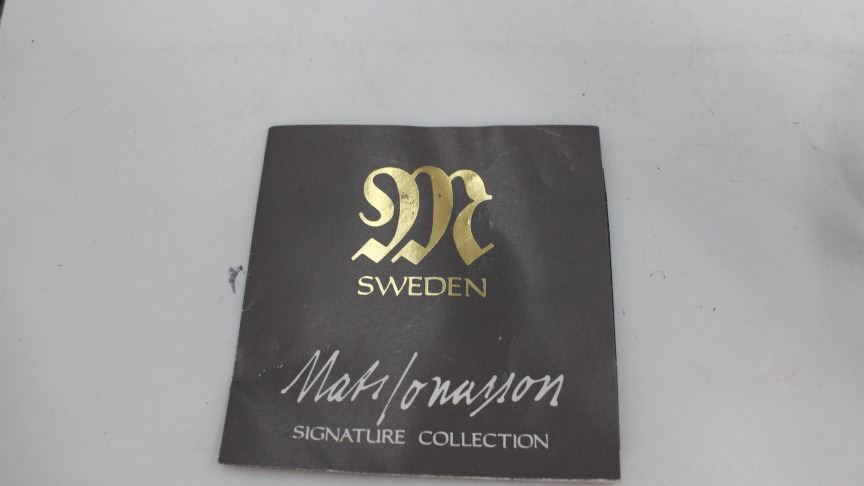 M
SWEDEN
Mats Jonasson
SIGNATURE COLLECTION